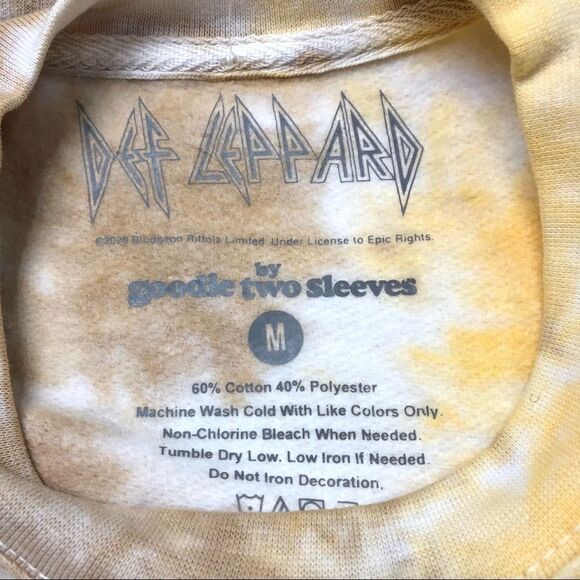 DEF LEPPARD
©2020 Bludgeon Riffola Limited. Under License to Epic Rights.
by
goodie two sleeves
M
60% Cotton 40% Polyester
Machine Wash Cold With Like Colors Only.
Non-Chlorine Bleach When Needed.
Tumble Dry Low. Low Iron If Needed.
Do Not Iron Decoration.